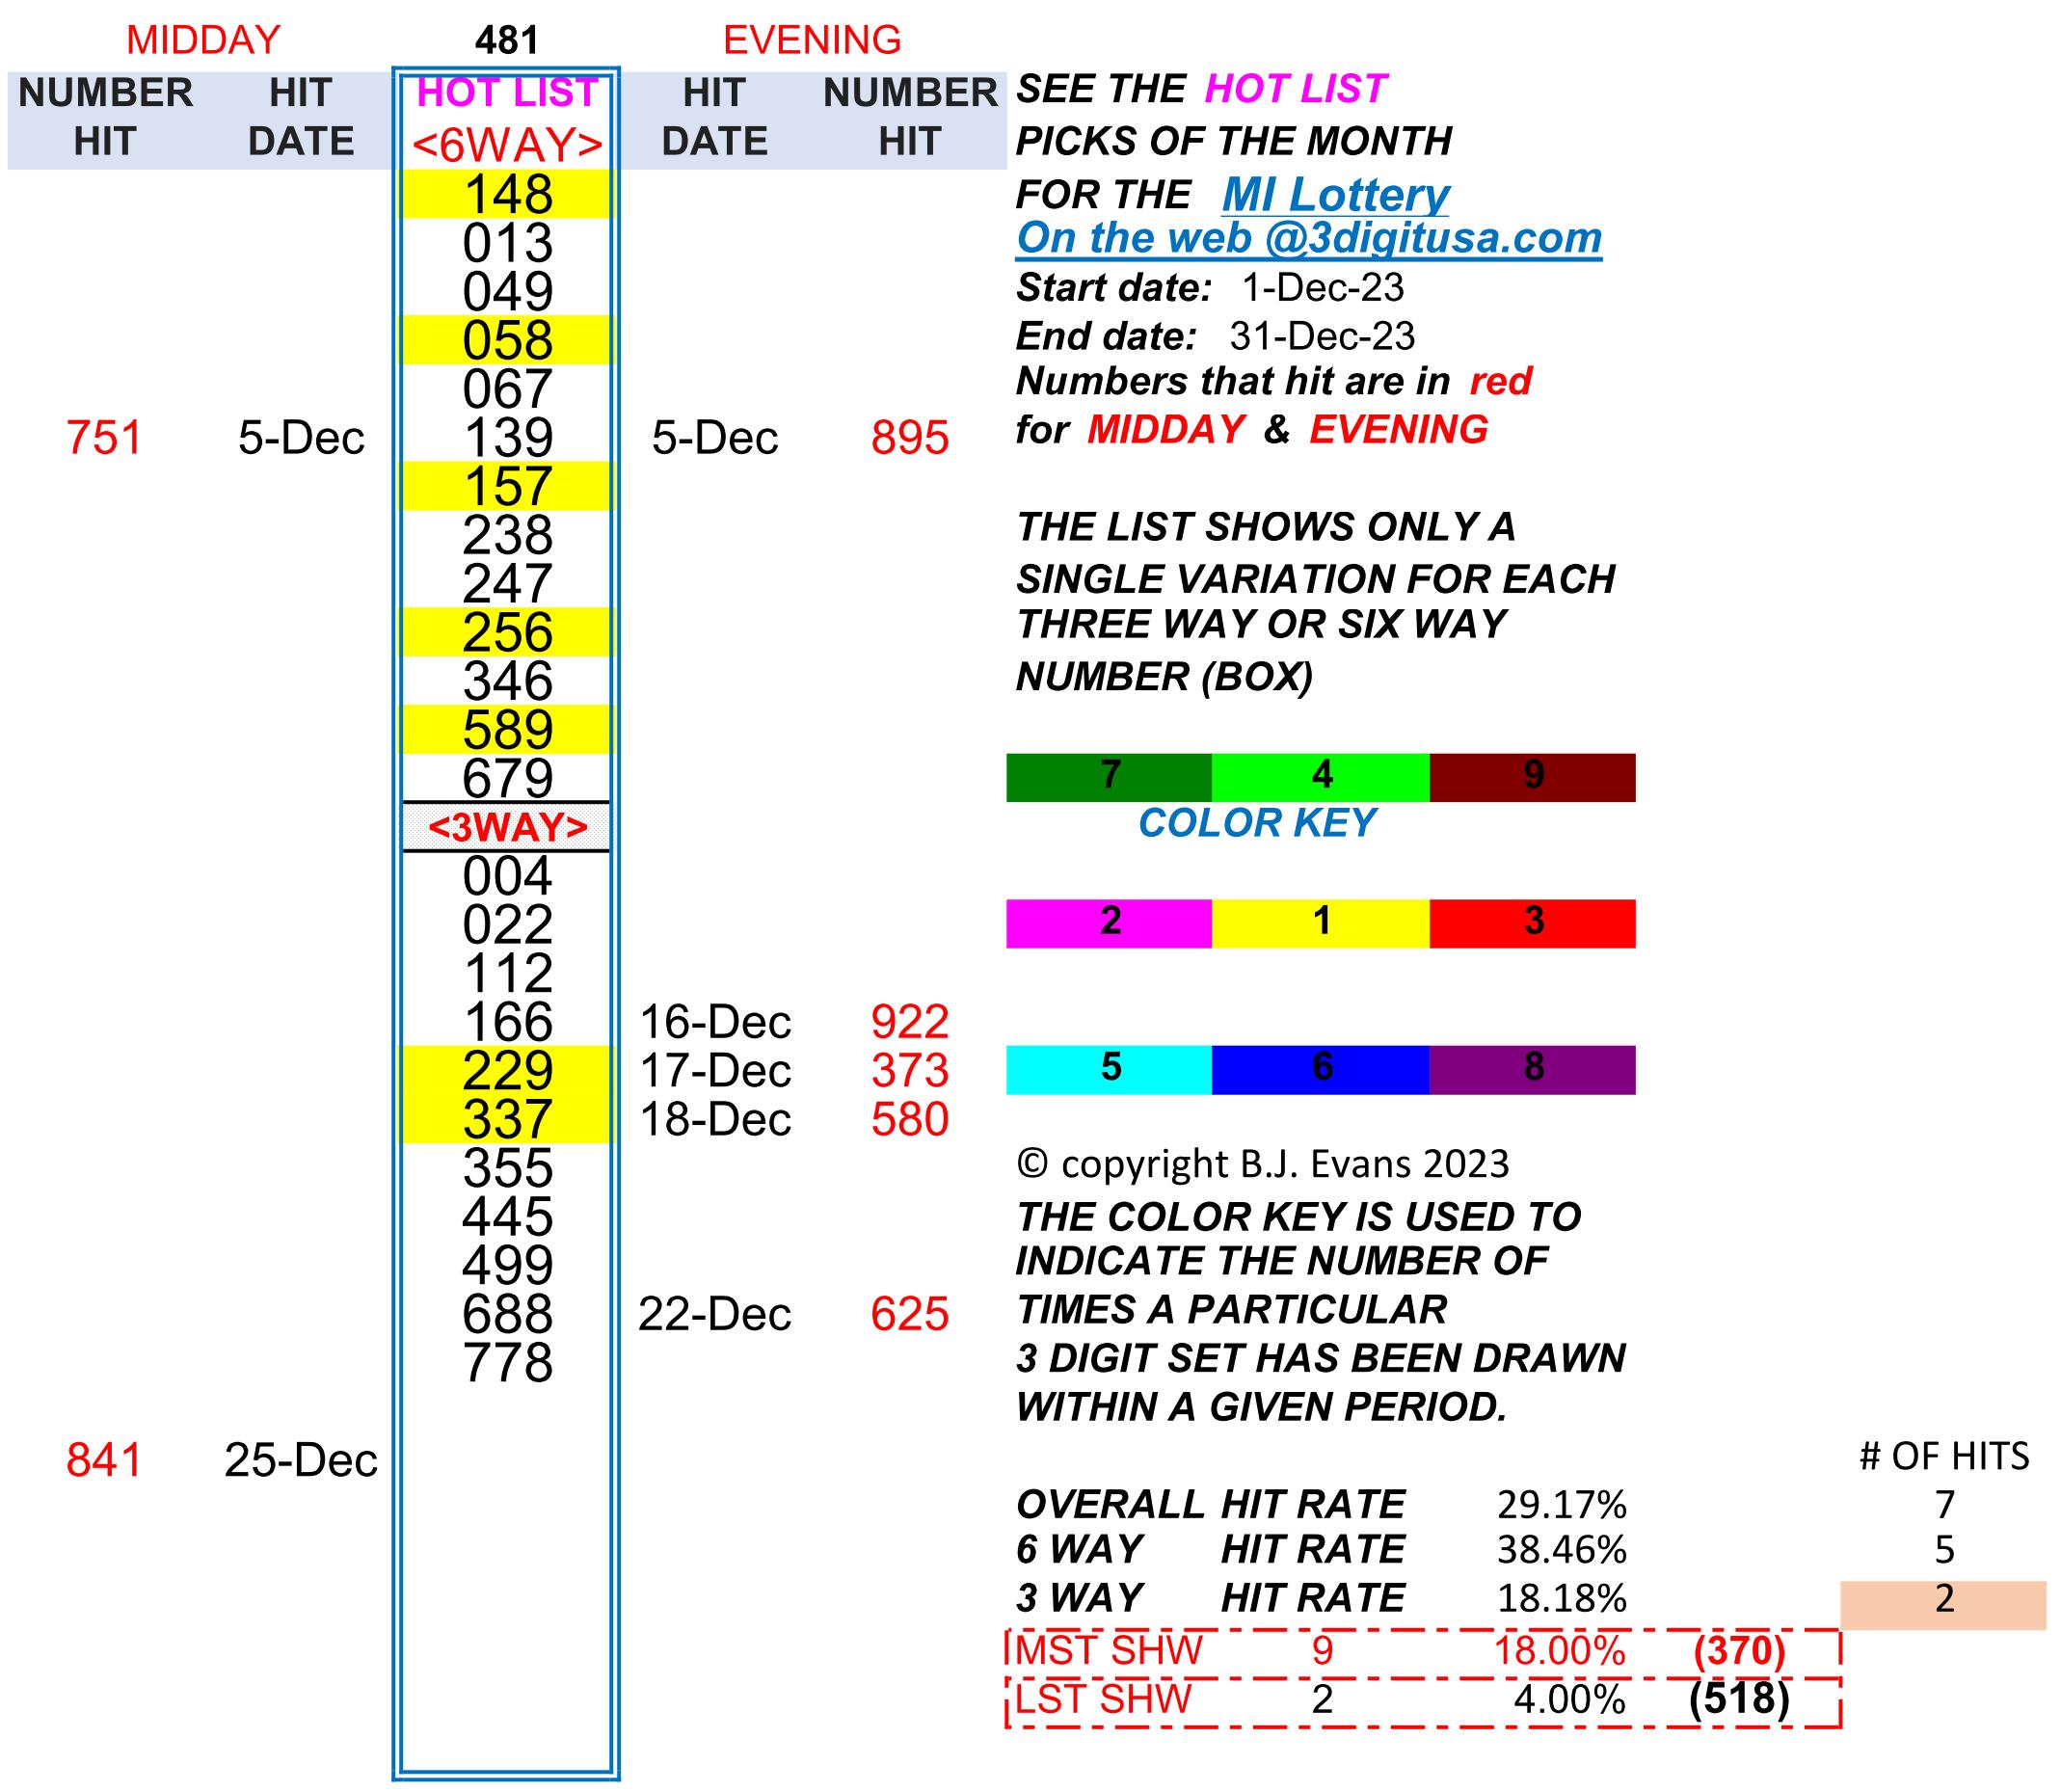 MIDDAY 481 EVENING
NUMBER HIT HOT LIST HIT NUMBER
HIT DATE <6WAY> DATE HIT
148
013
049
058
067
751 5-Dec 139 5-Dec 895
157
238
247
256
346
589
679
<3WAY>
004
022
112
166 16-Dec 922
229 17-Dec 373
337 18-Dec 580
355
445
499
688 22-Dec 625
778
841 25-Dec
SEE THE HOT LIST
PICKS OF THE MONTH
FOR THE MI Lottery
On the web @3digitusa.com
Start date: 1-Dec-23
End date: 31-Dec-23
Numbers that hit are in red
for MIDDAY & EVENING
THE LIST SHOWS ONLY A
SINGLE VARIATION FOR EACH
THREE WAY OR SIX WAY
NUMBER (BOX)
7 4 9
COLOR KEY
2 1 3
5 6 8
© copyright B.J. Evans 2023
THE COLOR KEY IS USED TO
INDICATE THE NUMBER OF
TIMES A PARTICULAR
3 DIGIT SET HAS BEEN DRAWN
WITHIN A GIVEN PERIOD.
# OF HITS
OVERALL HIT RATE 29.17% 7
6 WAY HIT RATE 38.46% 5
3 WAY HIT RATE 18.18% 2
MST SHW 9 18.00% (370)
LST SHW 2 4.00% (518)